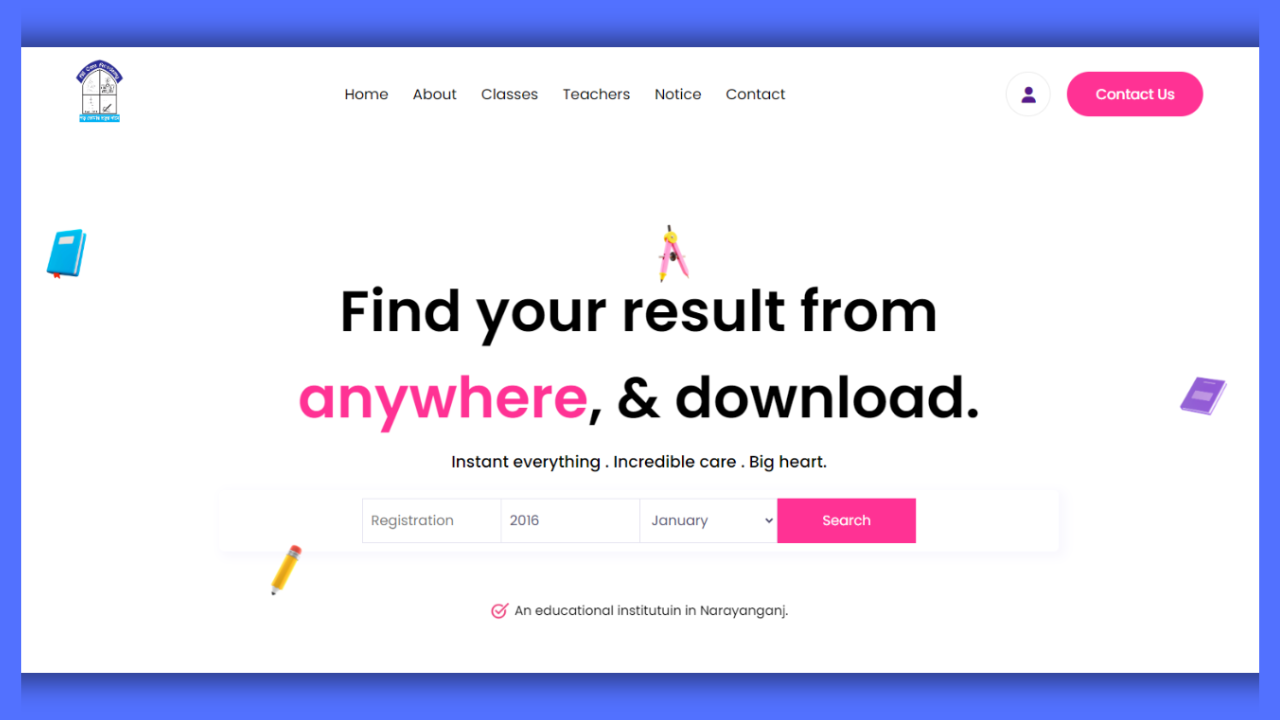 Home About Classes Teachers Notice Contact
Contact Us
Find your result from
anywhere, & download.
Instant everything . Incredible care . Big heart.
Registration 2016 January Search
An educational institutuin in Narayanganj.